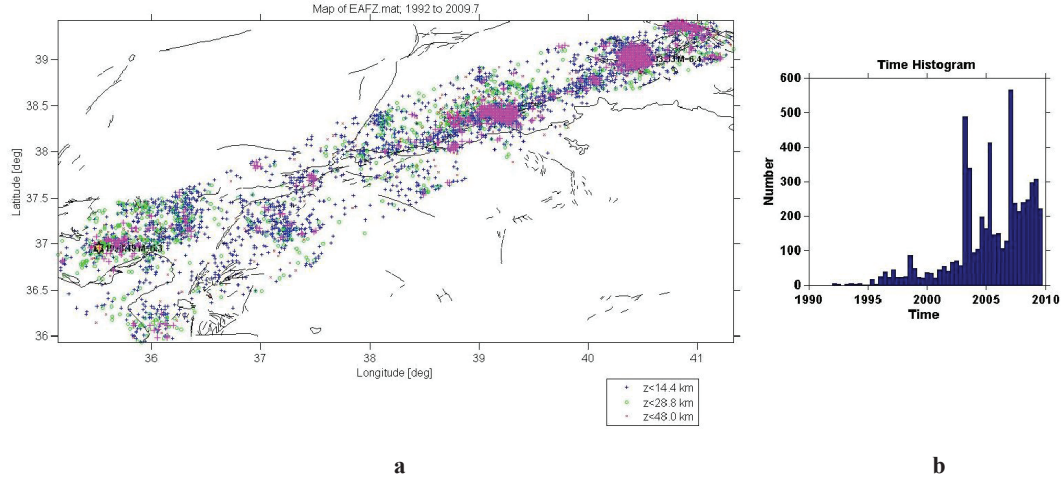 Map of EAFZ.mat; 1992 to 2009.7
39
38.5
38
37.5
37
36.5
36
Latitude [deg]
36 37 38 39 40 41
Longitude [deg]
z<14.4 km
z<28.8 km
z<48.0 km
a
Time Histogram
600
500
400
300
200
100
0
Number
1990 1995 2000 2005 2010
Time
b